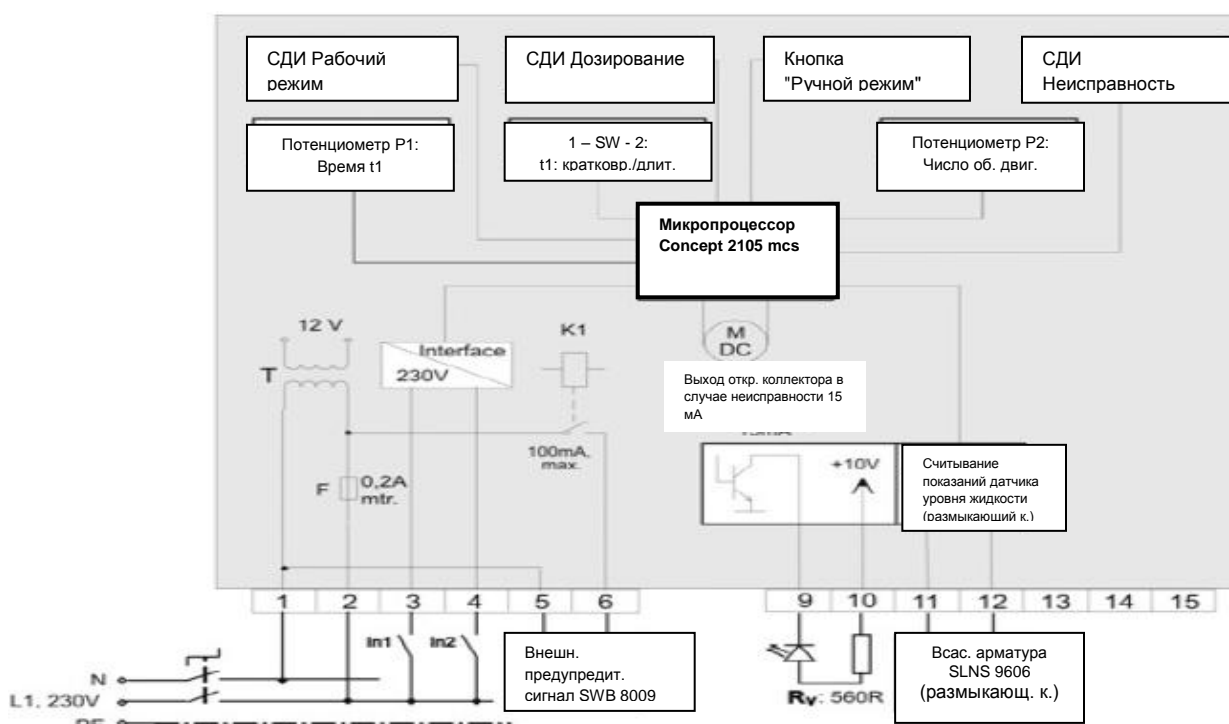 СДИ Рабочий
режим
СДИ Дозирование
Кнопка
"Ручной режим"
СДИ
Неисправность
Потенциометр P1:
Время t1
1 – SW - 2:
t1: кратковр./длит.
Потенциометр P2:
Число об. двиг.
Микропроцессор
Concept 2105 mcs
12 V
T
Interface
230V
K1
M
DC
Выход откр. коллектора в
случае неисправности 15
мА
100mA,
max.
F
0,2A
mtr.
+10V
Считывание
показаний датчика
уровня жидкости
(размыкающий к.)
1 2 3 4 5 6
9 10 11 12 13 14 15
In1
In2
Внешн.
предупредит.
сигнал SWB 8009
Rv: 560R
Всас. арматура
SLNS 9606
(размыкающ. к.)
N
L1, 230V
PE